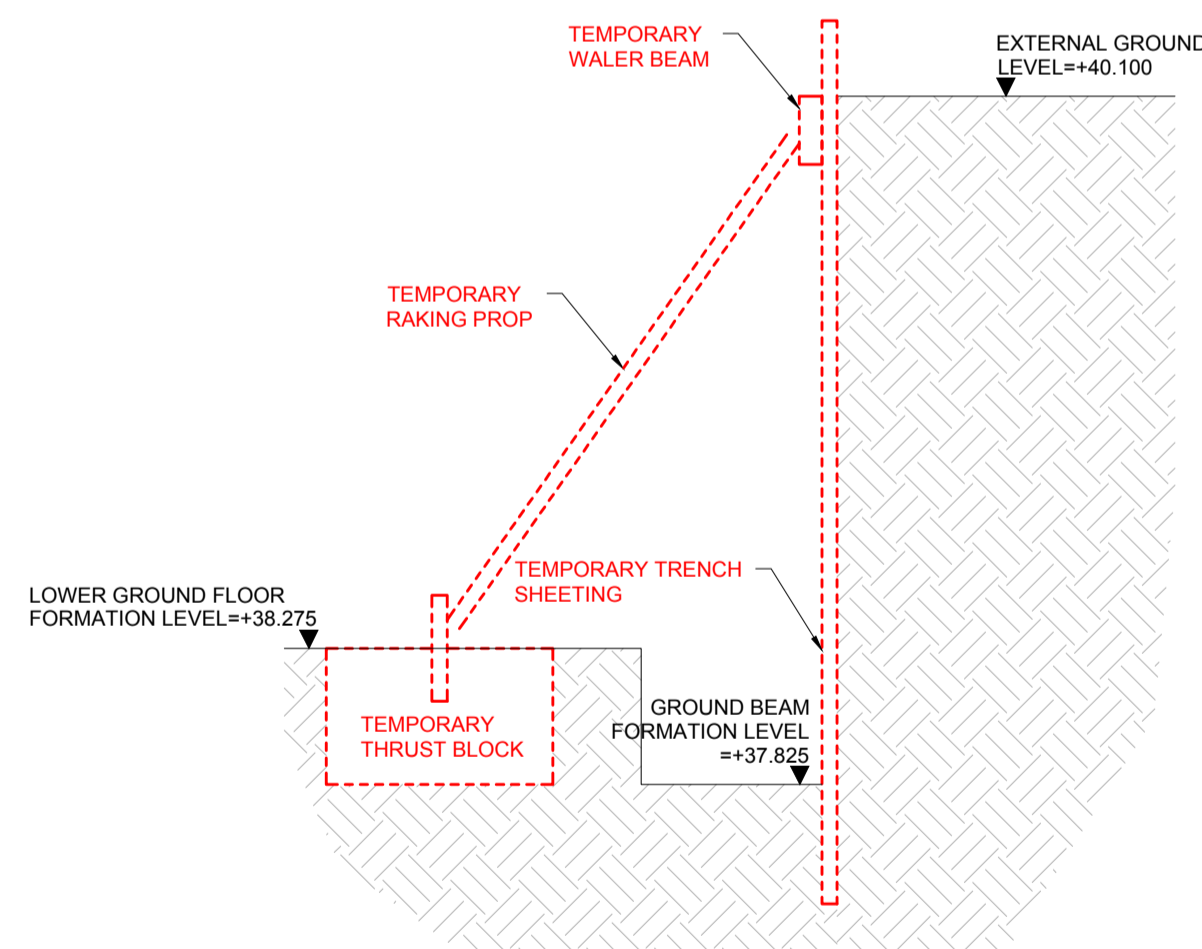 TEMPORARY
WALER BEAM
EXTERNAL GROUND
LEVEL=+40.100
TEMPORARY
RAKING PROP
TEMPORARY TRENCH
SHEETING
LOWER GROUND FLOOR
FORMATION LEVEL=+38.275
TEMPORARY
THRUST BLOCK
GROUND BEAM
FORMATION LEVEL
=+37.825